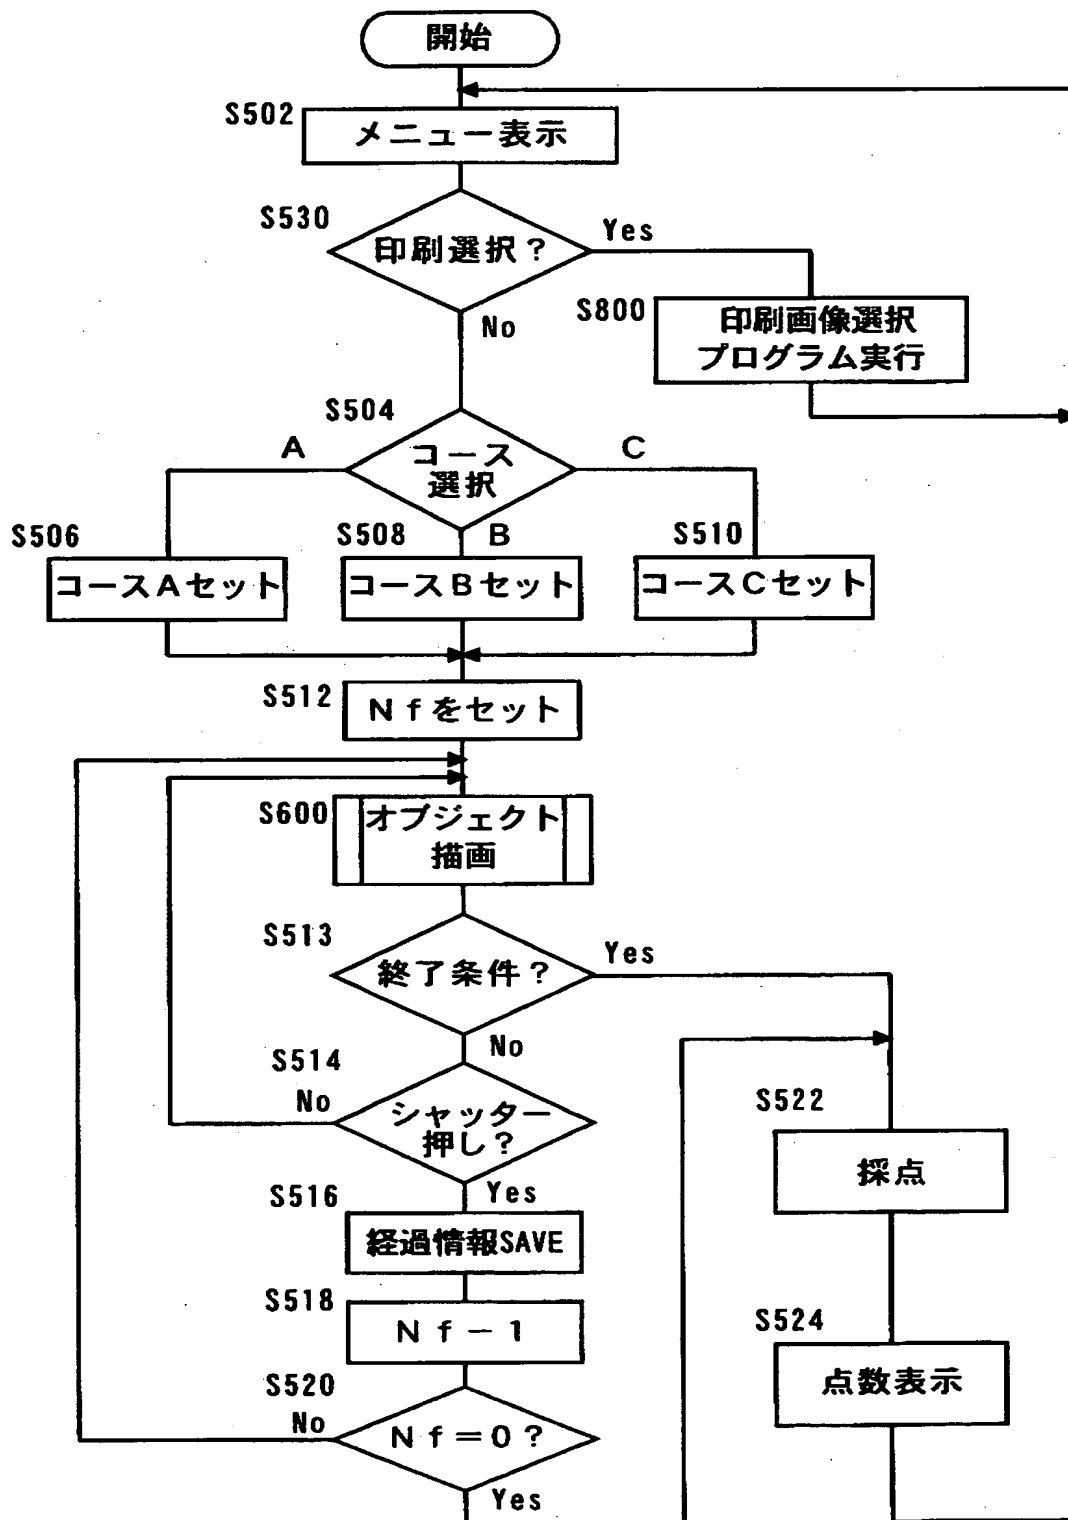 開始
S502
メニュー表示
S530
印刷選択？
Yes
No
S800
印刷画像選択
プログラム実行
S504
コース
選択
A
B
C
S506
コースAセット
S508
コースBセット
S510
コースCセット
S512
Nfをセット
S600
オブジェクト
描画
S513
終了条件？
Yes
No
S514
シャッター
押し？
No
Yes
S516
経過情報SAVE
S518
Nf－1
S520
Nf＝0？
No
Yes
S522
採点
S524
点数表示